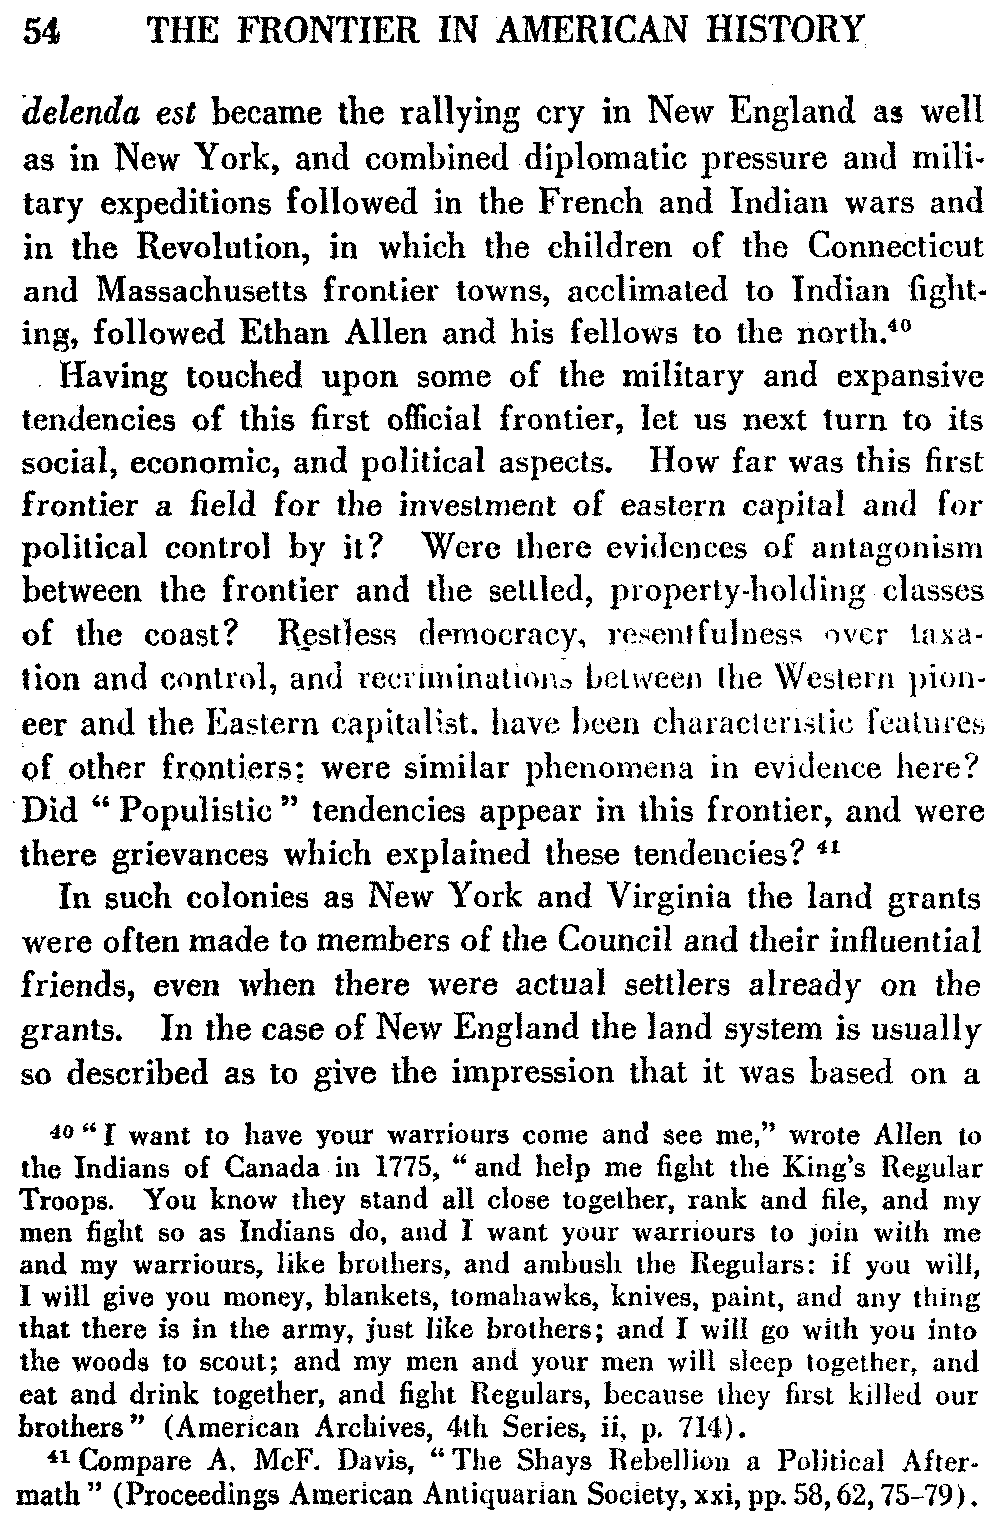 54 THE FRONTIER IN AMERICAN HISTORY
delenda est became the rallying cry in New England as well
as in New York, and combined diplomatic pressure and mili-
tary expeditions followed in the French and Indian wars and
in the Revolution, in which the children of the Connecticut
and Massachusetts frontier towns, acclimated to Indian fight-
ing, followed Ethan Allen and his fellows to the north.⁴⁰
Having touched upon some of the military and expansive
tendencies of this first official frontier, let us next turn to its
social, economic, and political aspects. How far was this first
frontier a field for the investment of eastern capital and for
political control by it? Were there evidences of antagonism
between the frontier and the settled, property-holding classes
of the coast? Restless democracy, resentfulness over taxa-
tion and control, and recriminations between the Western pion-
eer and the Eastern capitalist, have been characteristic features
of other frontiers: were similar phenomena in evidence here?
Did “ Populistic ” tendencies appear in this frontier, and were
there grievances which explained these tendencies? ⁴¹
In such colonies as New York and Virginia the land grants
were often made to members of the Council and their influential
friends, even when there were actual settlers already on the
grants. In the case of New England the land system is usually
so described as to give the impression that it was based on a
⁴⁰ “ I want to have your warriours come and see me,” wrote Allen to
the Indians of Canada in 1775, “ and help me fight the King's Regular
Troops. You know they stand all close together, rank and file, and my
men fight so as Indians do, and I want your warriours to join with me
and my warriours, like brothers, and ambush the Regulars: if you will,
I will give you money, blankets, tomahawks, knives, paint, and any thing
that there is in the army, just like brothers; and I will go with you into
the woods to scout; and my men and your men will sleep together, and
eat and drink together, and fight Regulars, because they first killed our
brothers ” (American Archives, 4th Series, ii, p. 714).
⁴¹ Compare A. McF. Davis, “ The Shays Rebellion a Political After-
math ” (Proceedings American Antiquarian Society, xxi, pp. 58, 62, 75–79).